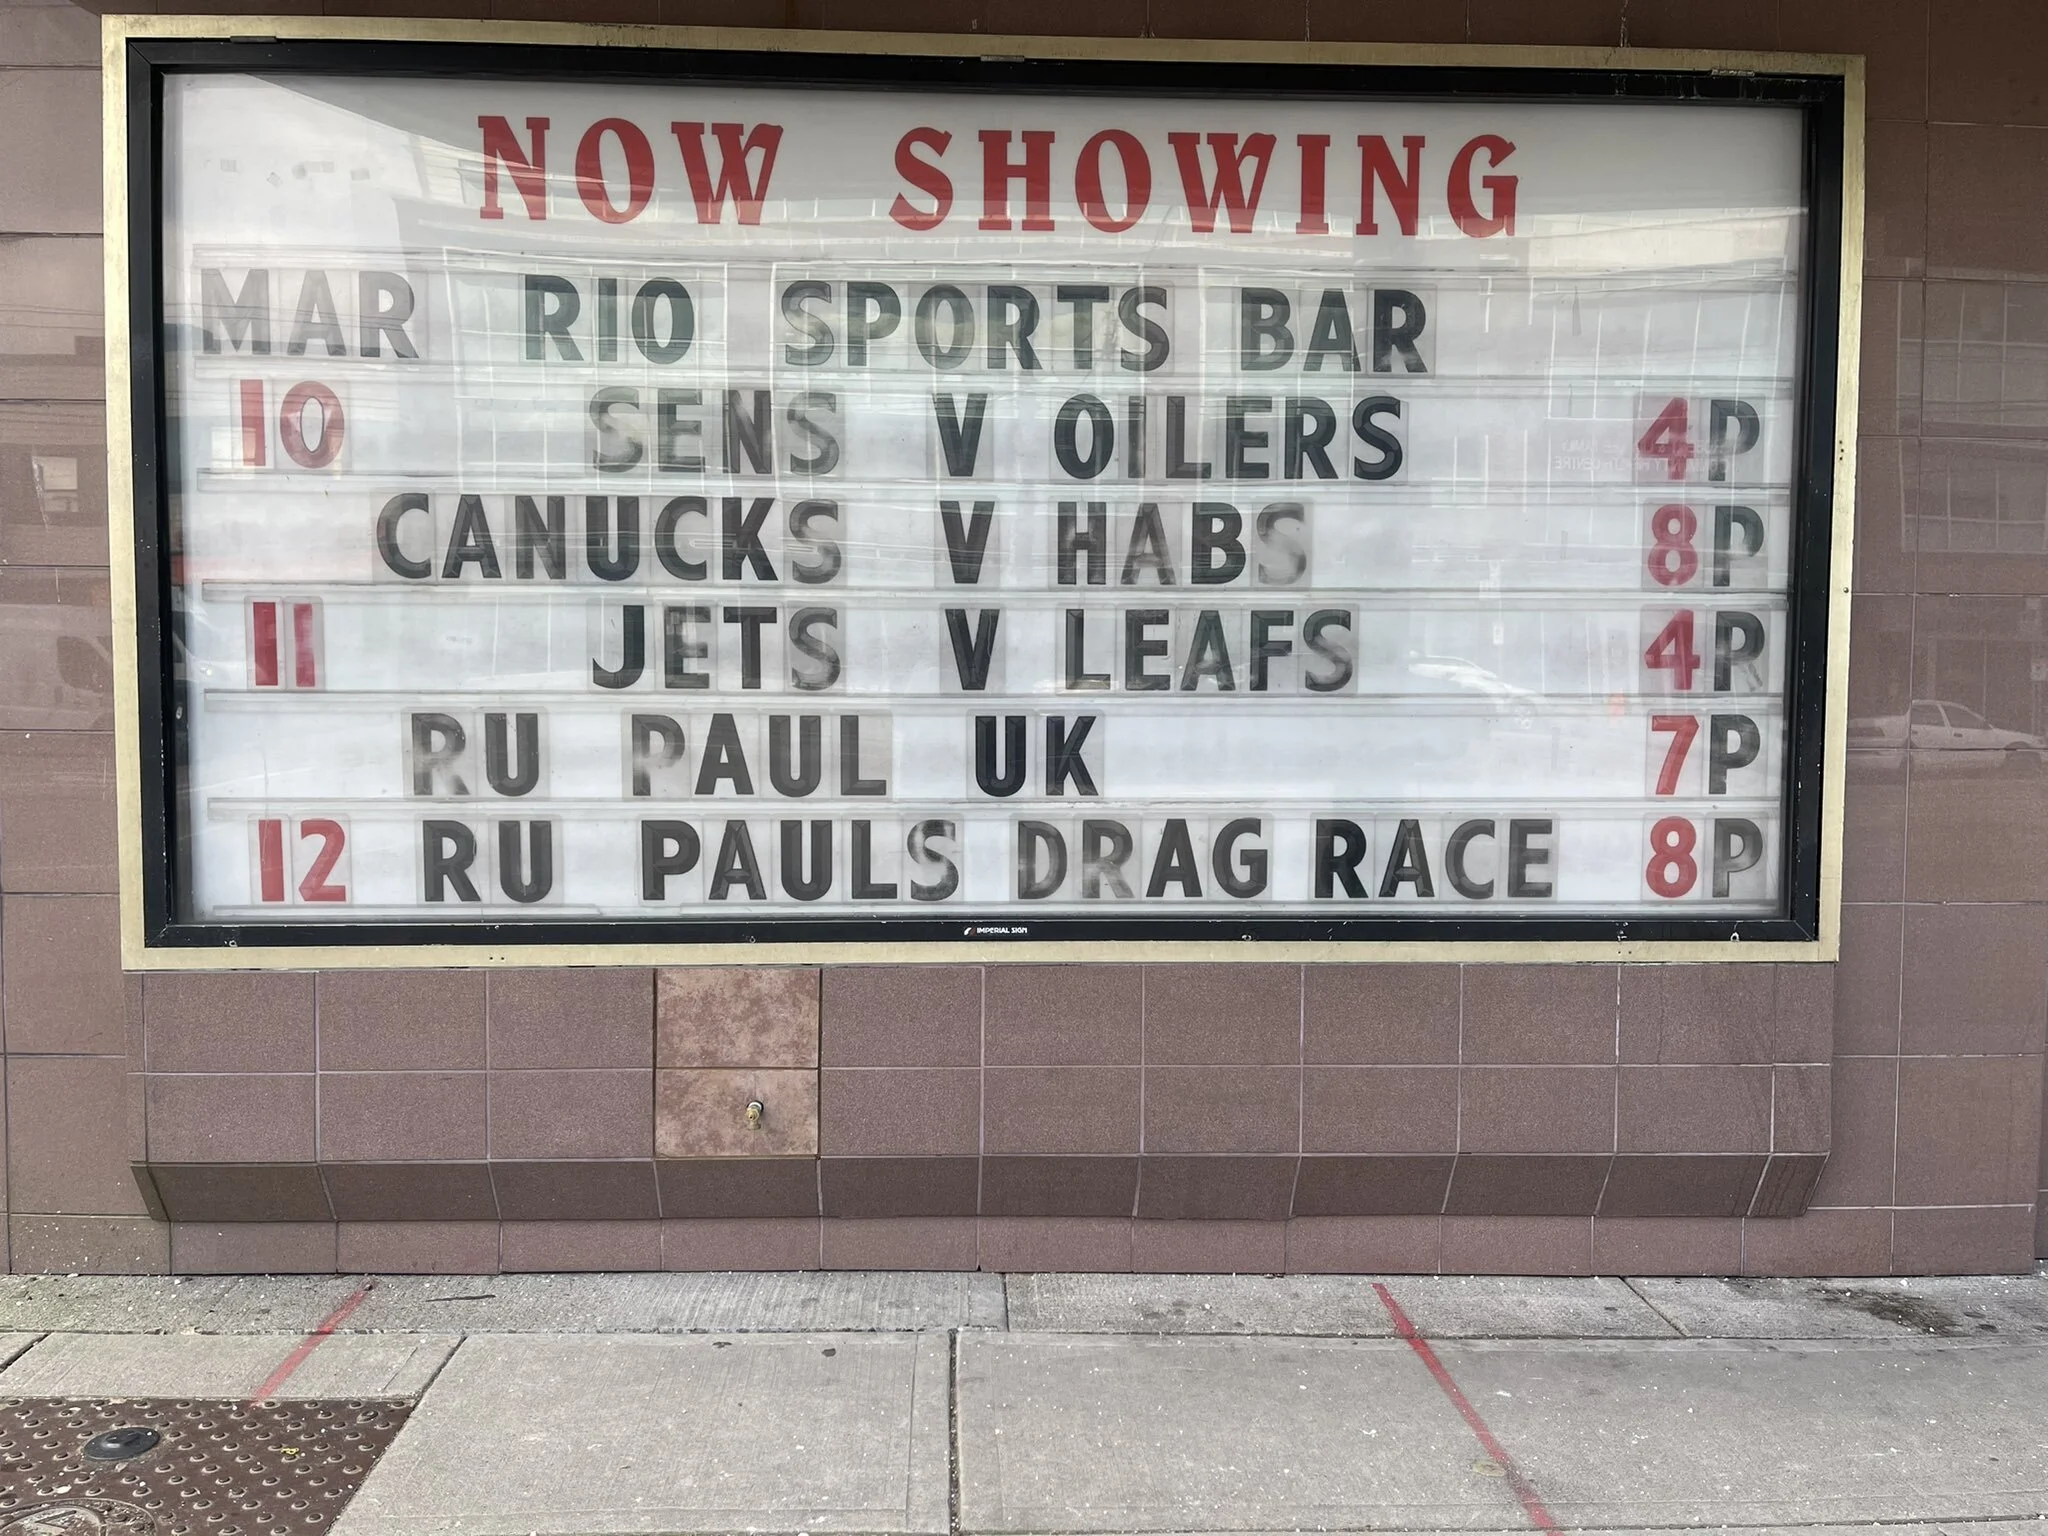 NOW SHOWING
MAR RIO SPORTS BAR
10 SENS V OILERS 4P
CANUCKS V HABS 8P
11 JETS V LEAFS 4R
RU PAUL UK 7P
12 RU PAULS DRAG RACE 8P
IMPERIAL SIGN